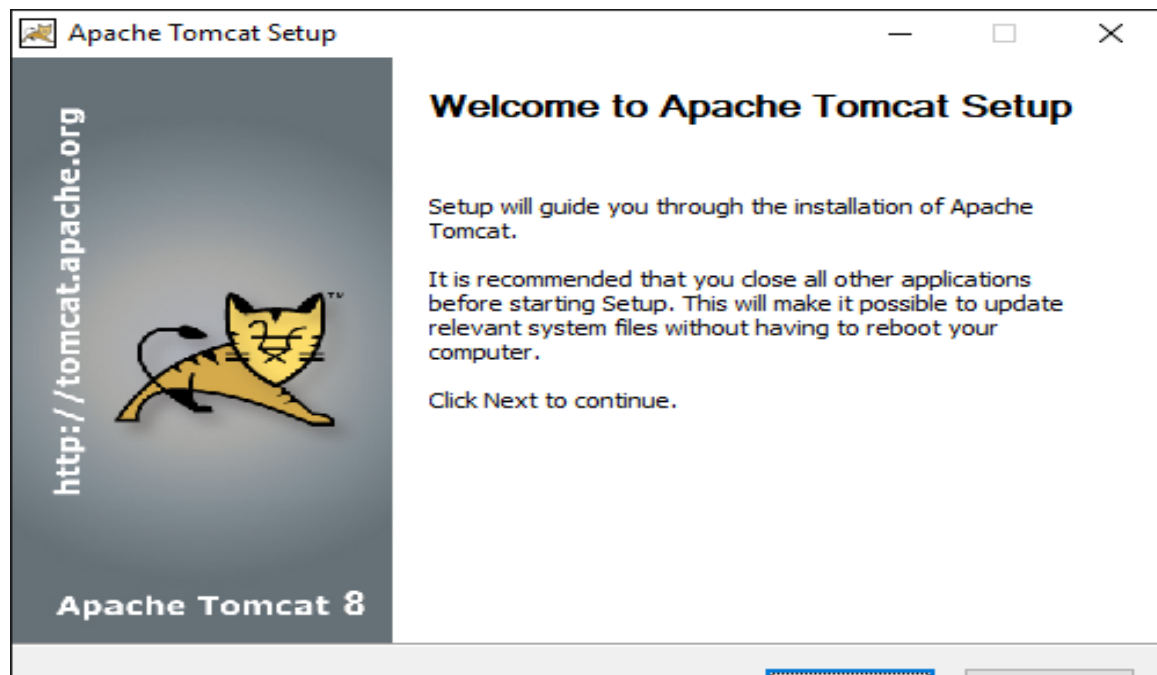 Apache Tomcat Setup
http://tomcat.apache.org
Apache Tomcat 8
Welcome to Apache Tomcat Setup
Setup will guide you through the installation of Apache
Tomcat.
It is recommended that you close all other applications
before starting Setup. This will make it possible to update
relevant system files without having to reboot your
computer.
Click Next to continue.
TM